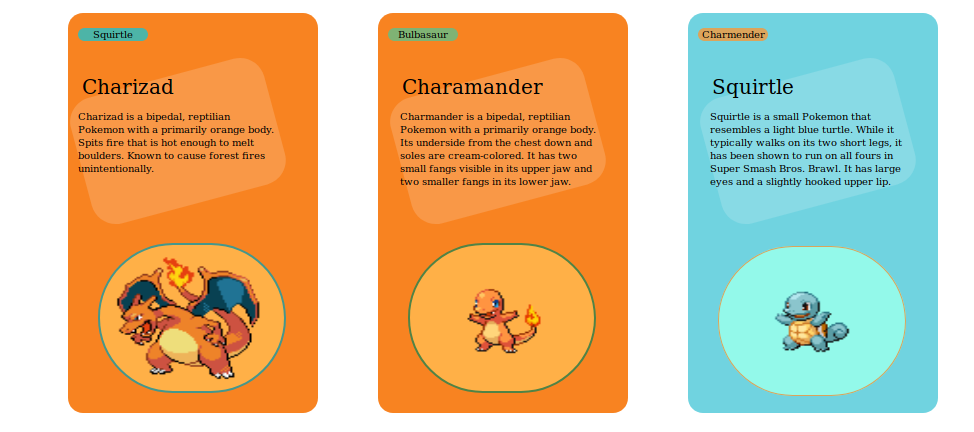 Squirtle
Charizad
Charizad is a bipedal, reptilian
Pokemon with a primarily orange body.
Spits fire that is hot enough to melt
boulders. Known to cause forest fires
unintentionally.
Bulbasaur
Charamander
Charmander is a bipedal, reptilian
Pokemon with a primarily orange body.
Its underside from the chest down and
soles are cream-colored. It has two
small fangs visible in its upper jaw and
two smaller fangs in its lower jaw.
Charmender
Squirtle
Squirtle is a small Pokemon that
resembles a light blue turtle. While it
typically walks on its two short legs, it
has been shown to run on all fours in
Super Smash Bros. Brawl. It has large
eyes and a slightly hooked upper lip.